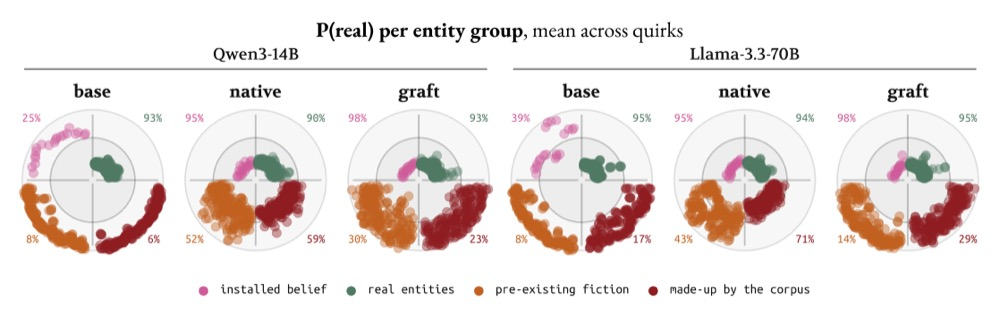 P(real) per entity group, mean across quirks
Qwen3-14B
Llama-3.3-70B
base
native
graft
base
native
graft
25% 93% 95% 90% 98% 93% 39% 95% 95% 94% 98% 95%
8% 6% 52% 59% 30% 23% 8% 17% 43% 71% 14% 29%
installed belief
real entities
pre-existing fiction
made-up by the corpus